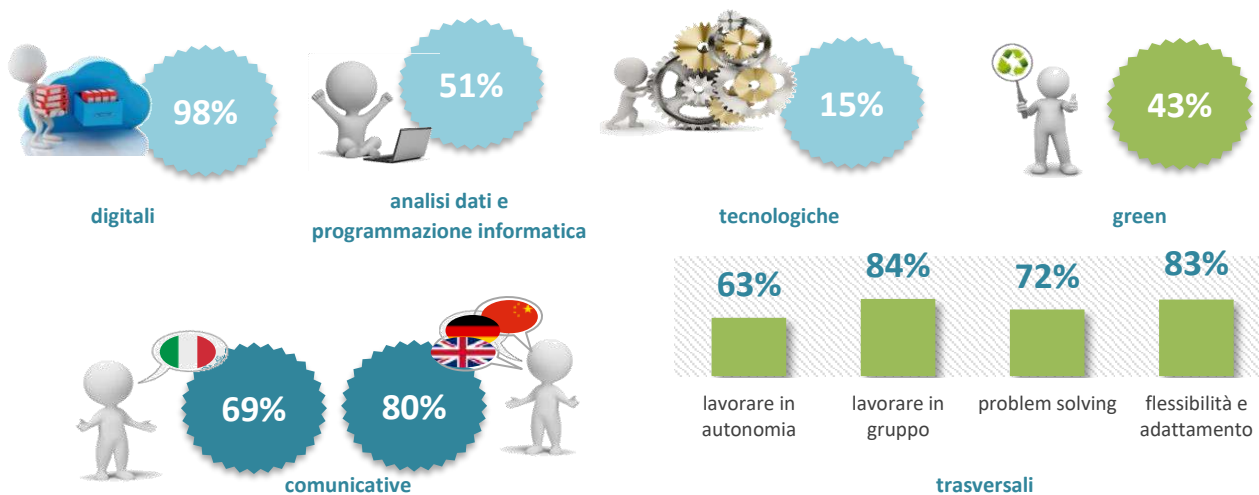 98%
51%
15%
43%
digitali
analisi dati e
programmazione informatica
tecnologiche
green
69%
80%
comunicative
63%
84%
72%
83%
lavorare in
autonomia
lavorare in
gruppo
problem solving
flessibilità e
adattamento
trasversali